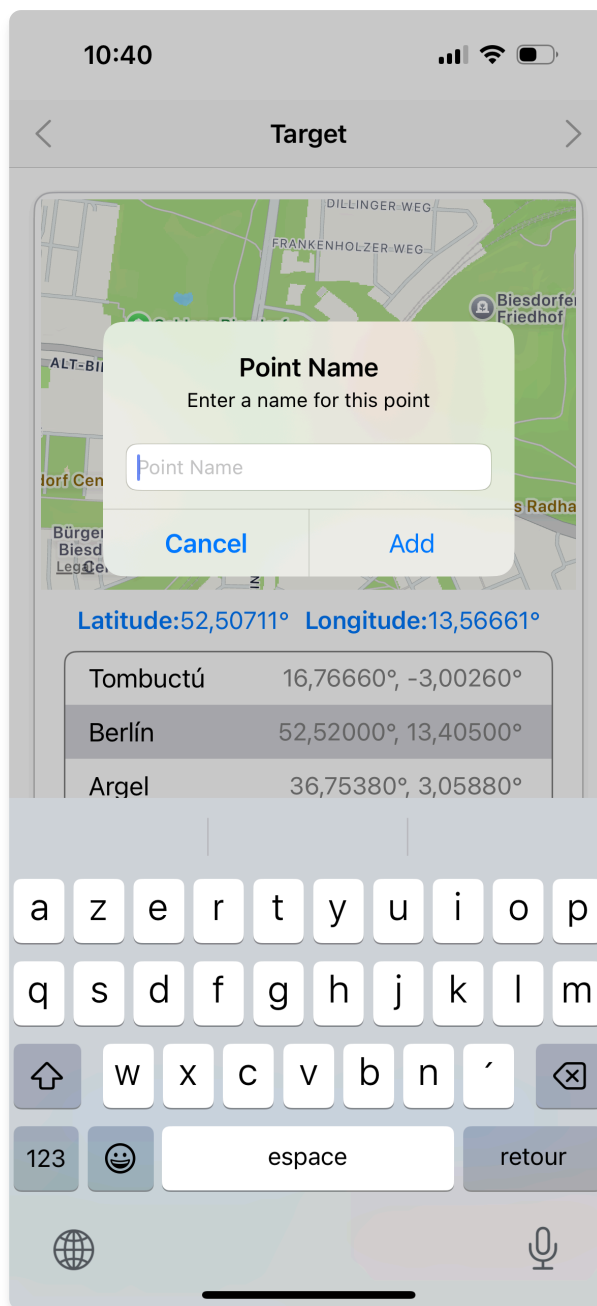 10:40
Target
DILLINGER WEG
FRANKENHOLZER WEG
Biesdorfer
Friedhof
ALT-BI
Point Name
Enter a name for this point
Point Name
dorf Cen
s Radha
Bürger
Biesd
Legal
Cancel
Add
Latitude:52,50711° Longitude:13,56661°
Tombuctú 16,76660°, -3,00260°
Berlín 52,52000°, 13,40500°
Argel 36,75380°, 3,05880°
a z e r t y u i o p
q s d f g h j k l m
w x c v b n ´
123 espace retour